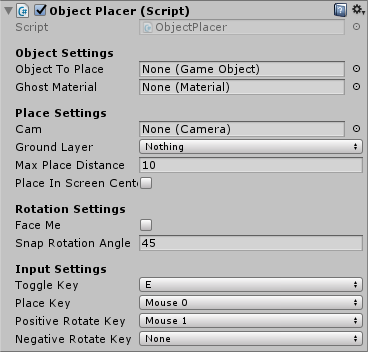 Object Placer (Script)
Script ObjectPlacer
Object Settings
Object To Place None (Game Object)
Ghost Material None (Material)
Place Settings
Cam None (Camera)
Ground Layer Nothing
Max Place Distance 10
Place In Screen Cent
Rotation Settings
Face Me
Snap Rotation Angle 45
Input Settings
Toggle Key E
Place Key Mouse 0
Positive Rotate Key Mouse 1
Negative Rotate Key None